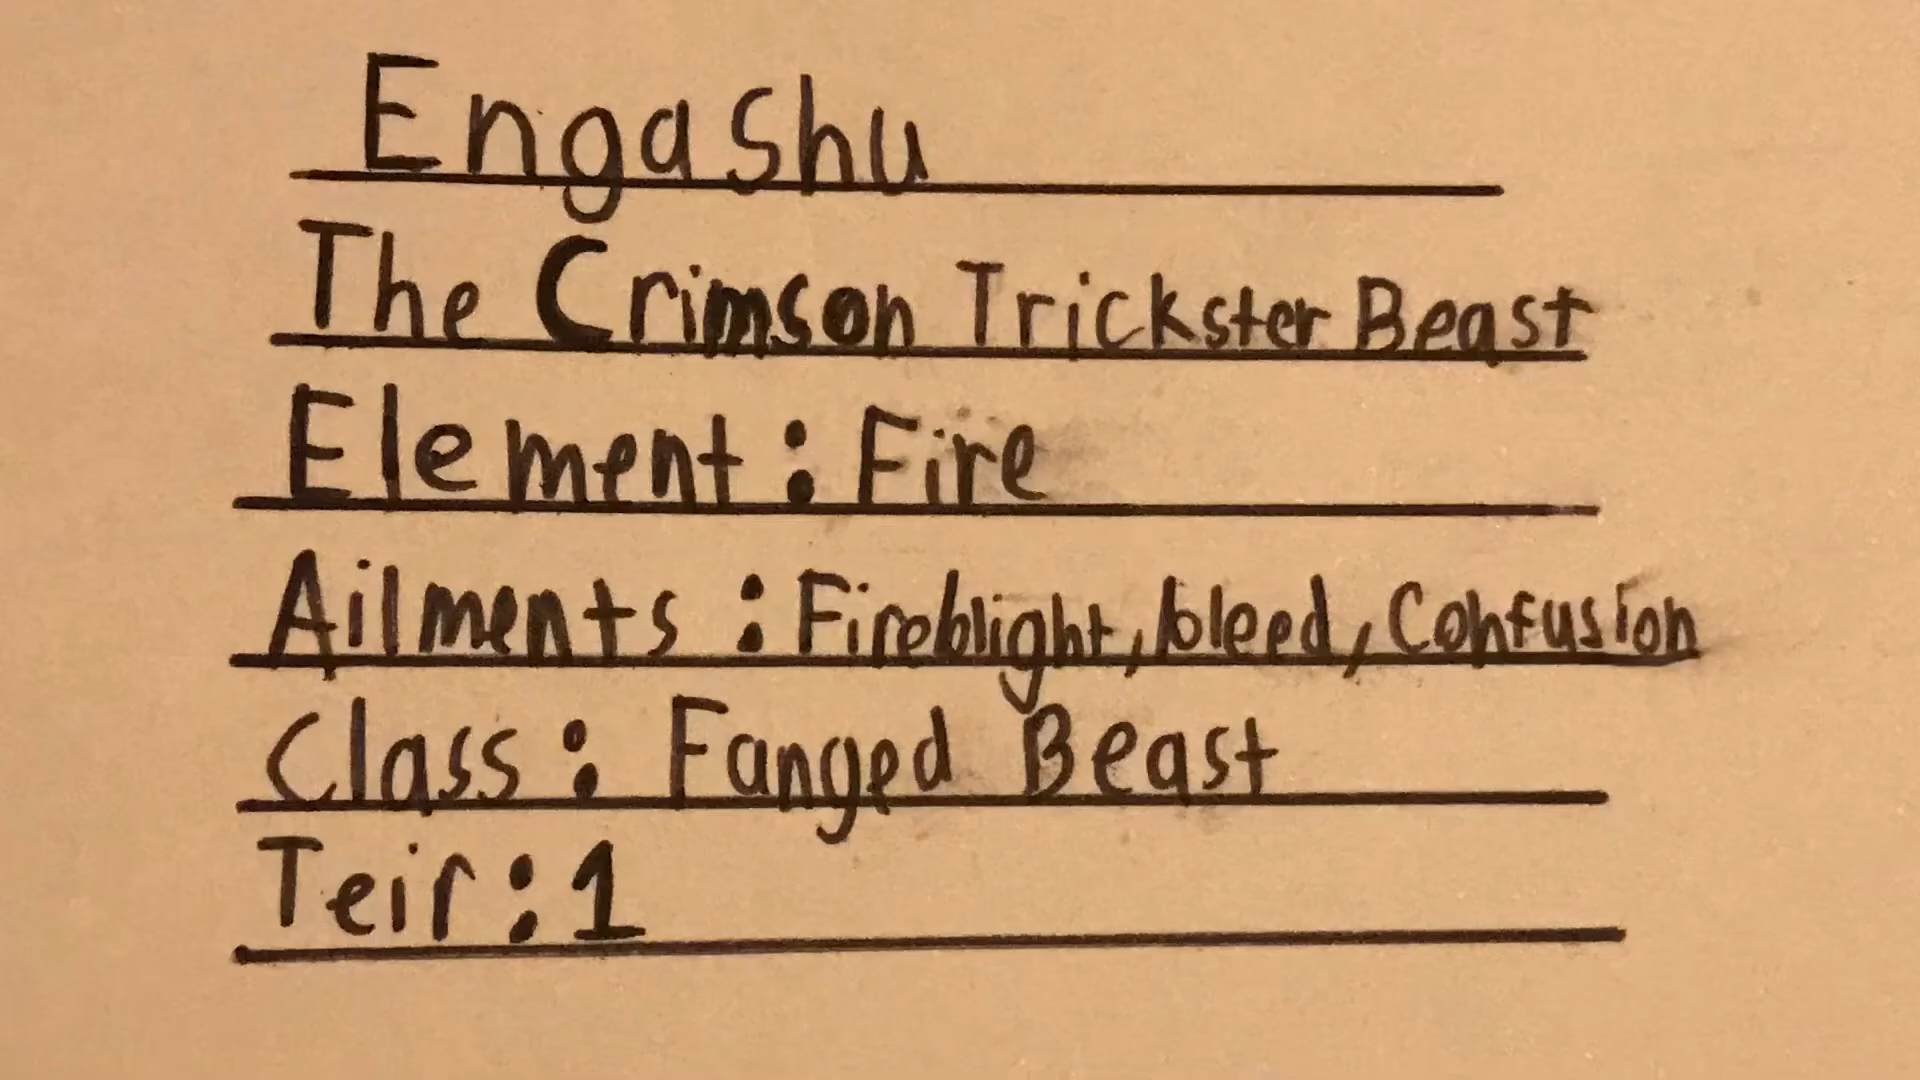 Engashu
The Crimson Trickster Beast
Element: Fire
Ailments: Fireblight, bleed, Confusion
Class: Fanged Beast
Teir: 1